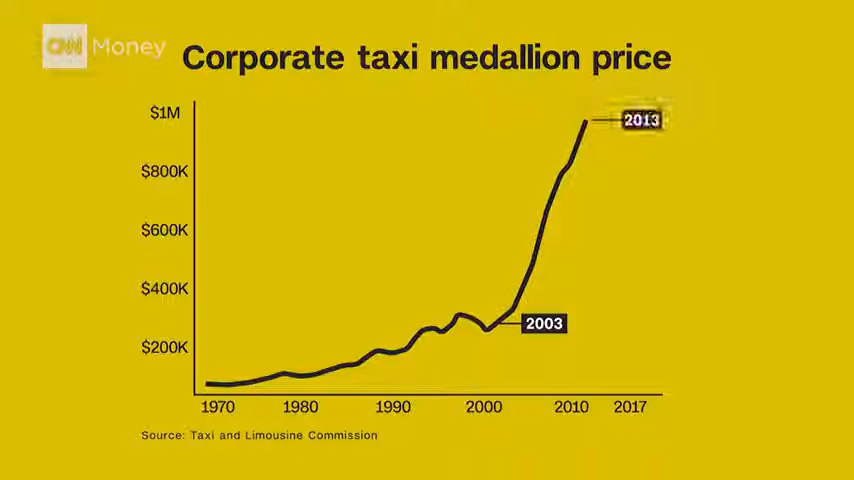 CNN Money
Corporate taxi medallion price
$1M
2013
$800K
$600K
$400K
2003
$200K
1970 1980 1990 2000 2010 2017
Source: Taxi and Limousine Commission